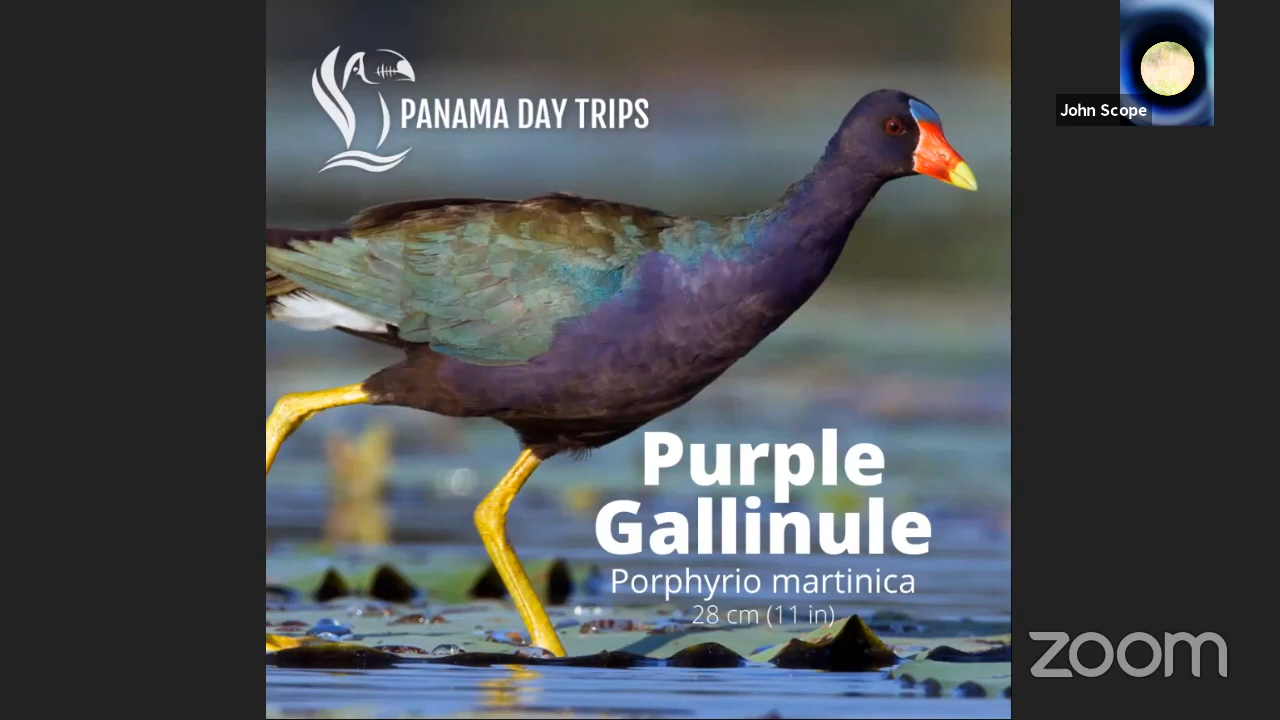 PANAMA DAY TRIPS
John Scope
Purple
Gallinule
Porphyrio martinica
28 cm (11 in)
zoom